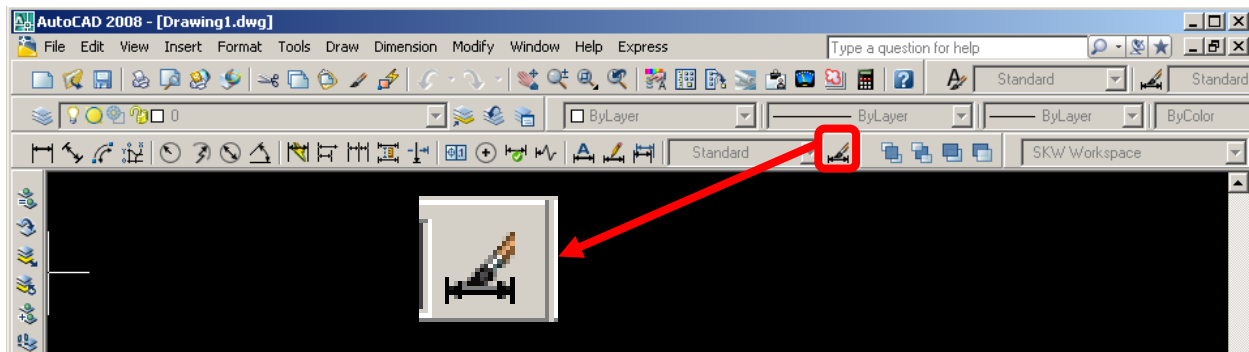 AutoCAD 2008 - [Drawing1.dwg]
File Edit View Insert Format Tools Draw Dimension Modify Window Help Express Type a question for help
Standard Standard
0 ByLayer ByLayer ByLayer ByColor
Standard SKW Workspace